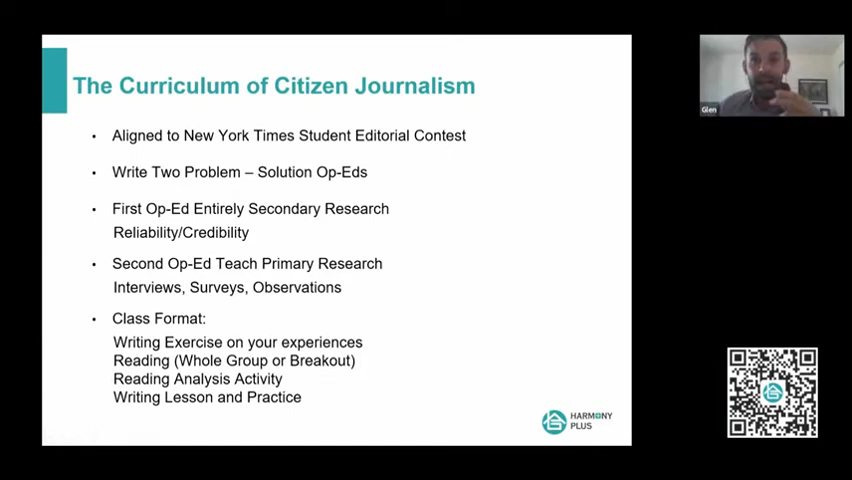 The Curriculum of Citizen Journalism
• Aligned to New York Times Student Editorial Contest
• Write Two Problem – Solution Op-Eds
• First Op-Ed Entirely Secondary Research
Reliability/Credibility
• Second Op-Ed Teach Primary Research
Interviews, Surveys, Observations
• Class Format:
Writing Exercise on your experiences
Reading (Whole Group or Breakout)
Reading Analysis Activity
Writing Lesson and Practice
HARMONY
PLUS
Glen